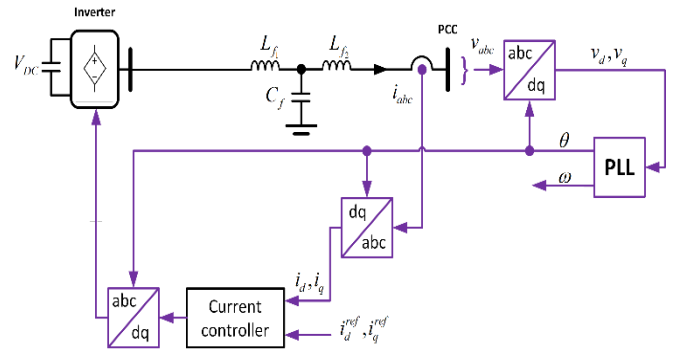 Inverter
V_DC
L_f1
L_f2
C_f
PCC
v_abc
i_abc
abc
dq
v_d, v_q
θ
ω
PLL
dq
abc
i_d, i_q
abc
dq
Current
controller
i_d^ref, i_q^ref